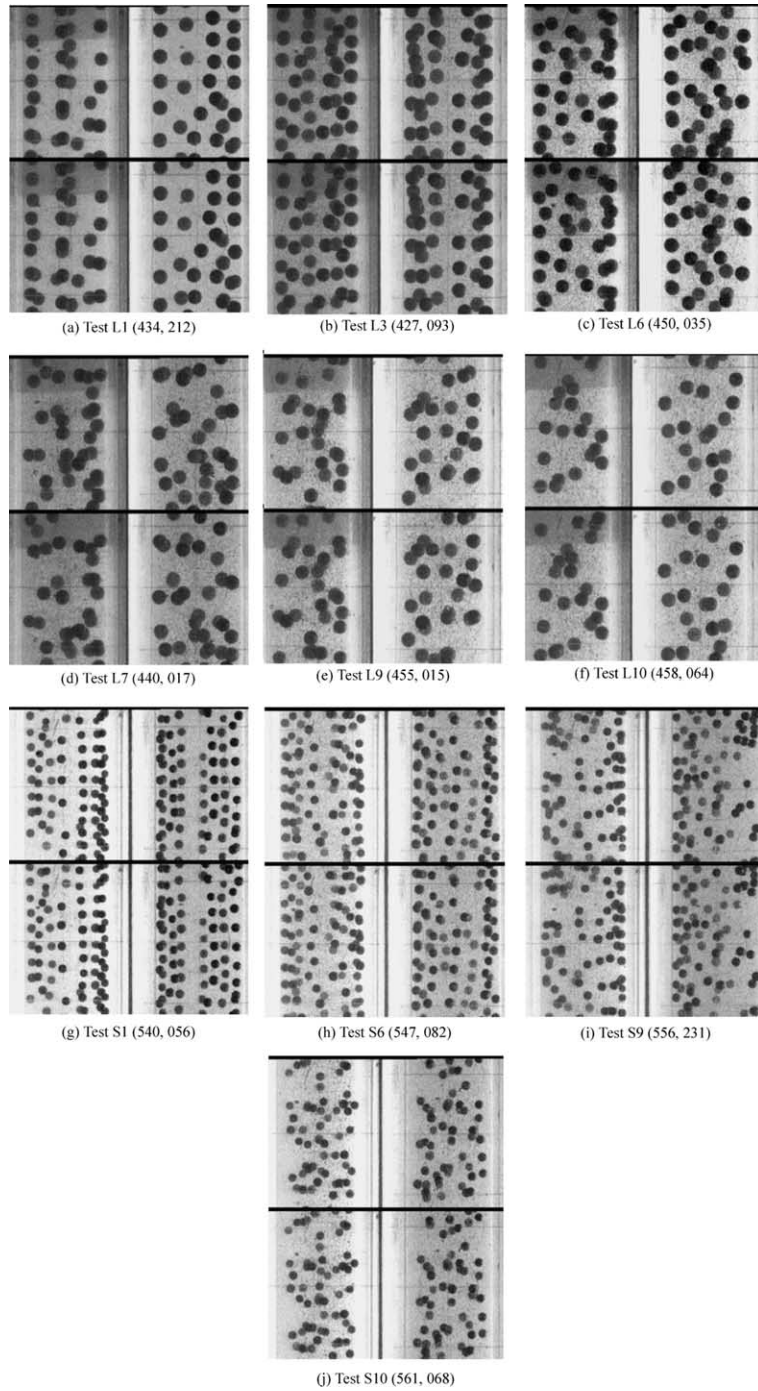 (a) Test L1 (434, 212)
(b) Test L3 (427, 093)
(c) Test L6 (450, 035)
(d) Test L7 (440, 017)
(e) Test L9 (455, 015)
(f) Test L10 (458, 064)
(g) Test S1 (540, 056)
(h) Test S6 (547, 082)
(i) Test S9 (556, 231)
(j) Test S10 (561, 068)